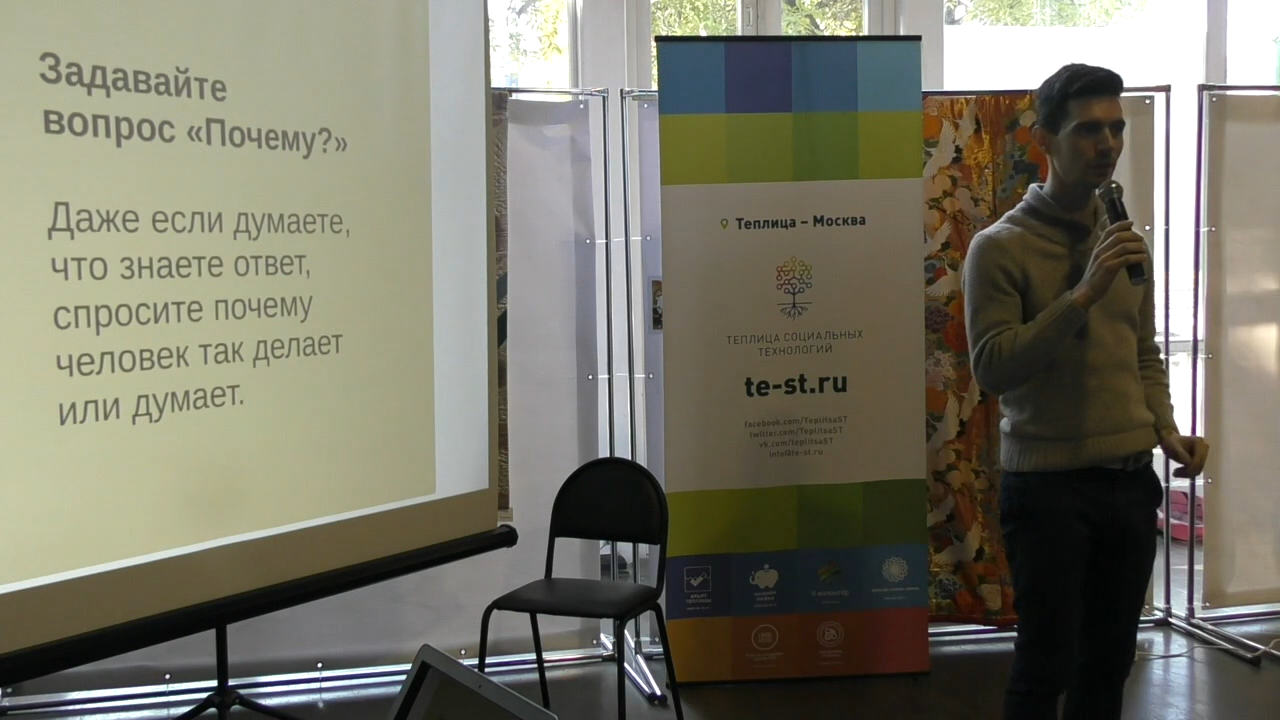 Задавайте
вопрос «Почему?»
Даже если думаете,
что знаете ответ,
спросите почему
человек так делает
или думает.
Теплица – Москва
ТЕПЛИЦА СОЦИАЛЬНЫХ
ТЕХНОЛОГИЙ
te-st.ru
facebook.com/TeplitsaST
twitter.com/TeplitsaST
vk.com/teplitsaST
info@te-st.ru